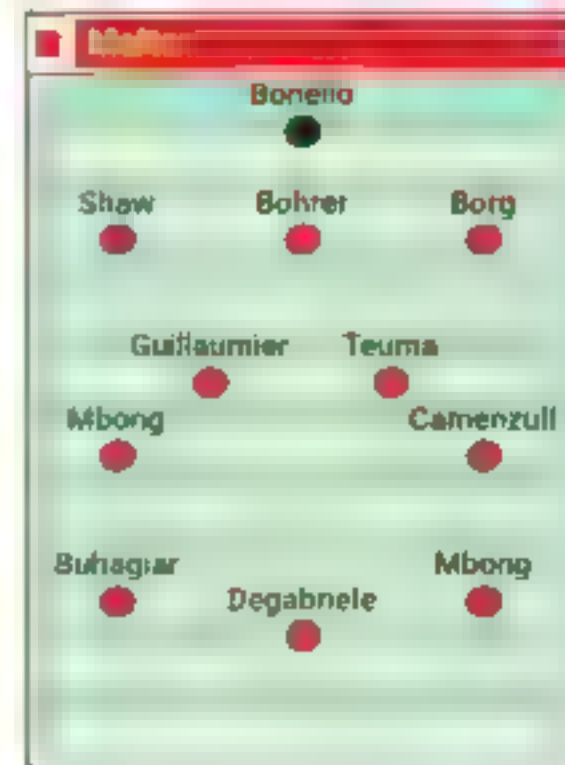 Bonello
Shaw Bohrer Borg
Guillaumier Teuma
Mbong Camenzuli
Buhagiar Mbong
Degabriele